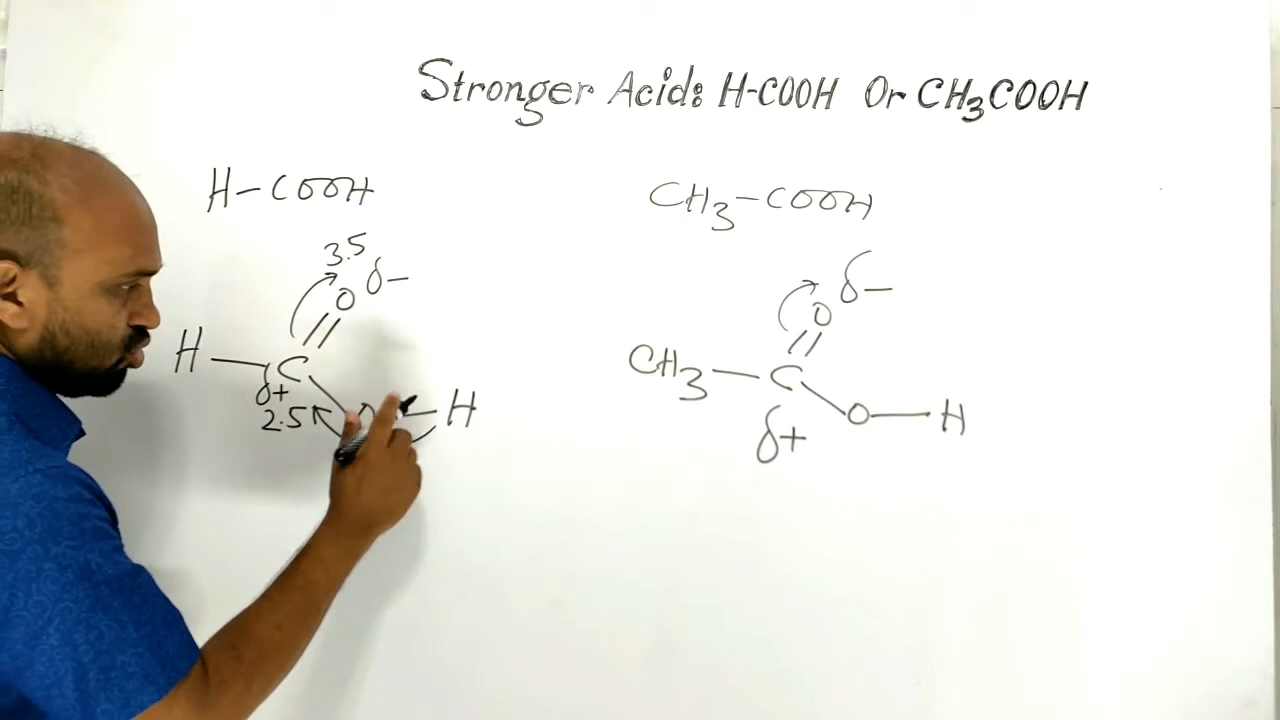 Stronger Acid: H-COOH Or CH₃COOH
H-COOH
CH₃-COOH
3.5
O δ-
H-C
δ+
2.5
H
O δ-
CH₃-C
O-H
δ+